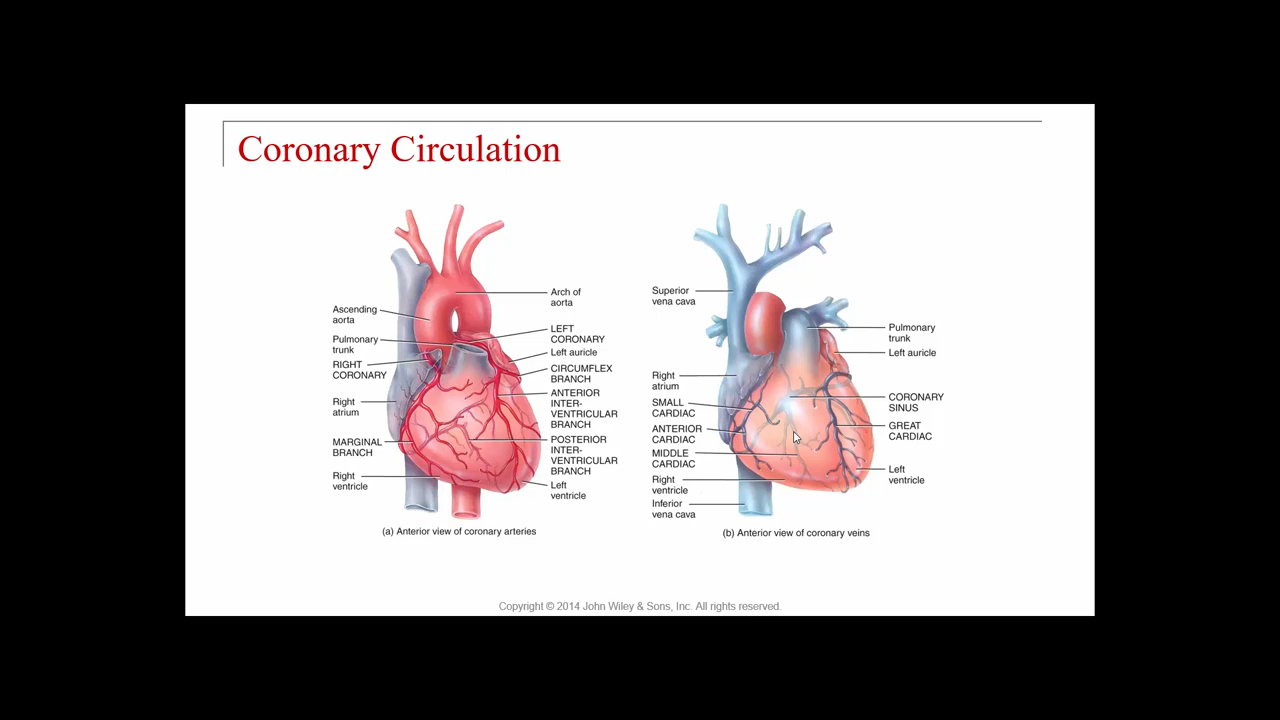 Coronary Circulation
Ascending
aorta
Pulmonary
trunk
RIGHT
CORONARY
Right
atrium
MARGINAL
BRANCH
Right
ventricle
Arch of
aorta
LEFT
CORONARY
Left auricle
CIRCUMFLEX
BRANCH
ANTERIOR
INTER-
VENTRICULAR
BRANCH
POSTERIOR
INTER-
VENTRICULAR
BRANCH
Left
ventricle
(a) Anterior view of coronary arteries
Superior
vena cava
Right
atrium
SMALL
CARDIAC
ANTERIOR
CARDIAC
MIDDLE
CARDIAC
Right
ventricle
Inferior
vena cava
Pulmonary
trunk
Left auricle
CORONARY
SINUS
GREAT
CARDIAC
Left
ventricle
(b) Anterior view of coronary veins
Copyright © 2014 John Wiley & Sons, Inc. All rights reserved.